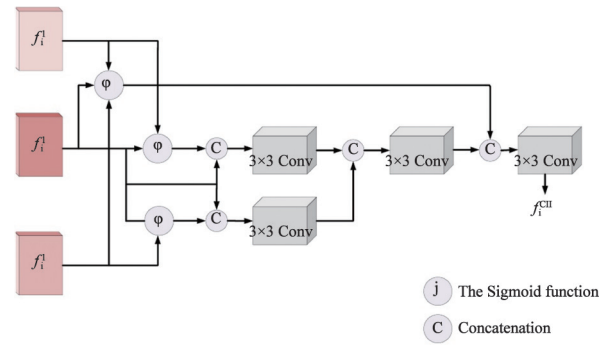 f_i^1
φ
f_i^1
φ
C
3×3 Conv
C
3×3 Conv
C
3×3 Conv
φ
C
3×3 Conv
f_i^CII
f_i^1
j The Sigmoid function
C Concatenation